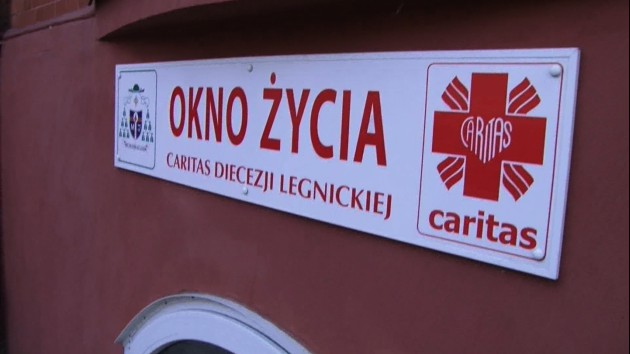 OKNO ŻYCIA
CARITAS DIECEZJI LEGNICKIEJ
CARITAS
caritas